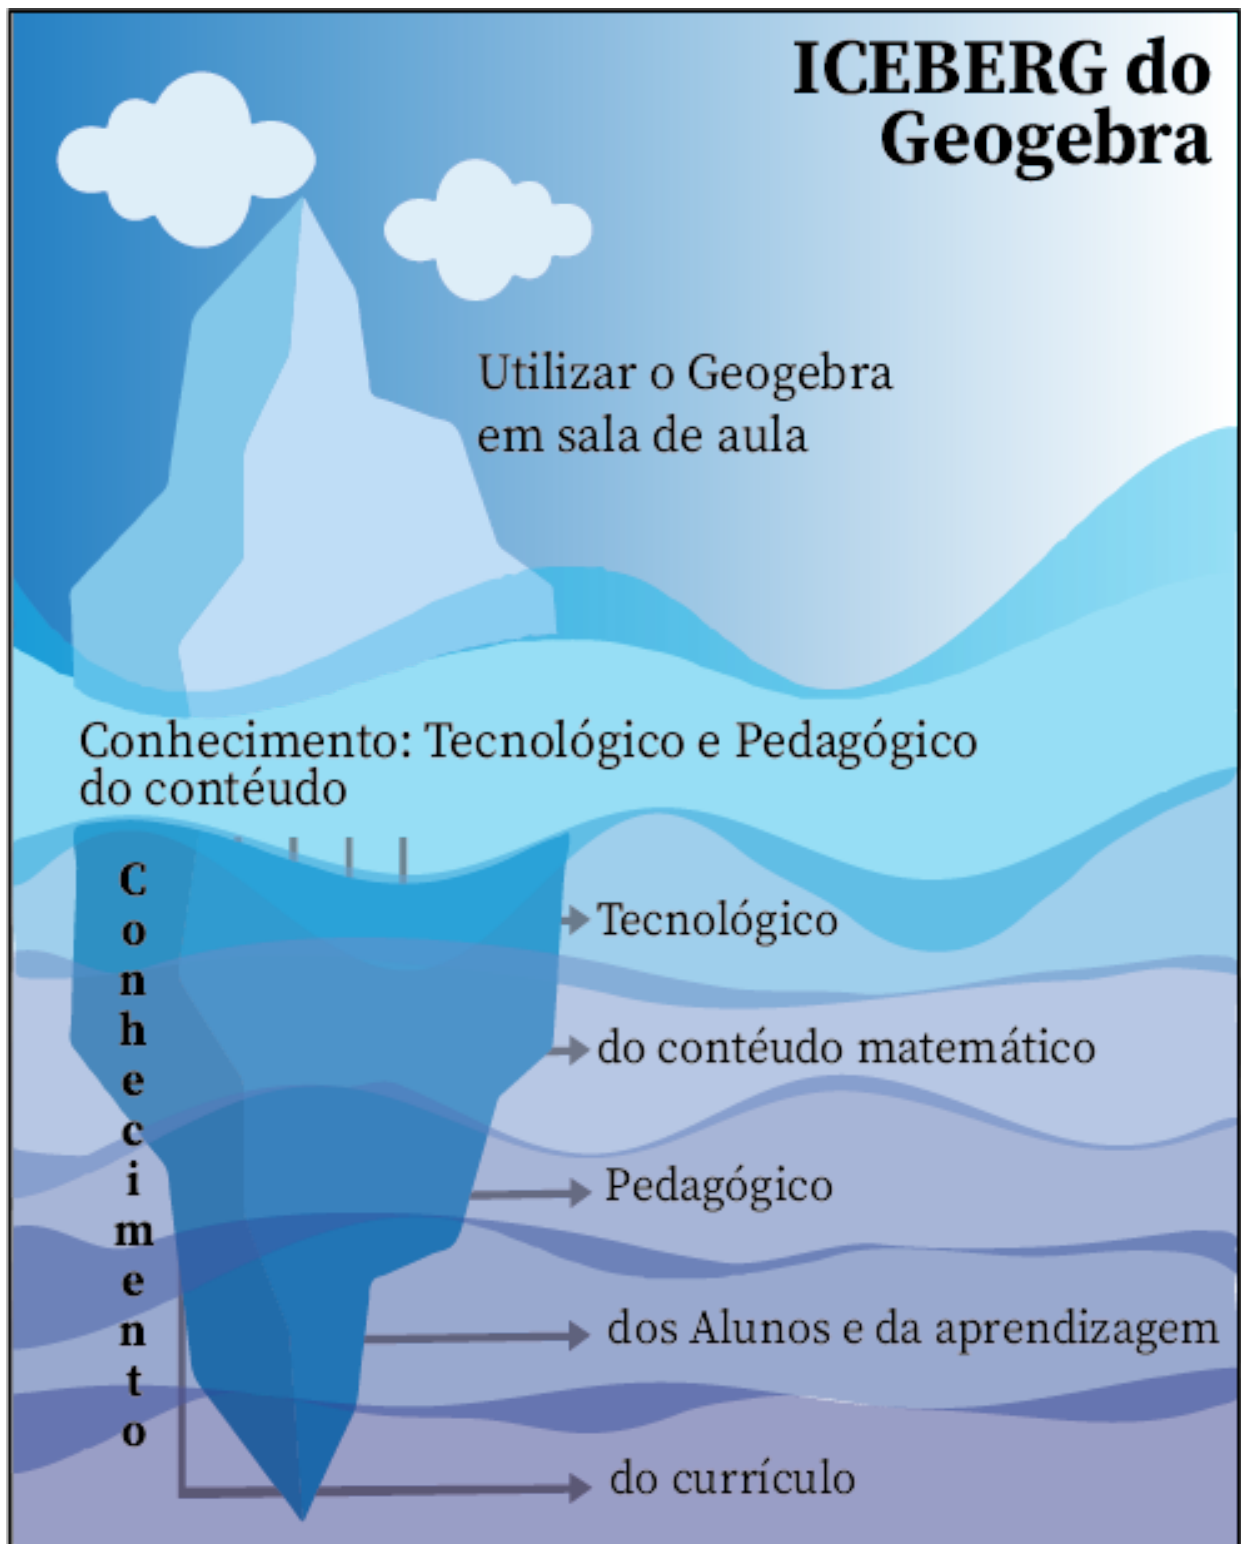 ICEBERG do
Geogebra
Utilizar o Geogebra
em sala de aula
Conhecimento: Tecnológico e Pedagógico
do contéudo
Conhecimento
Tecnológico
do contéudo matemático
Pedagógico
dos Alunos e da aprendizagem
do currículo